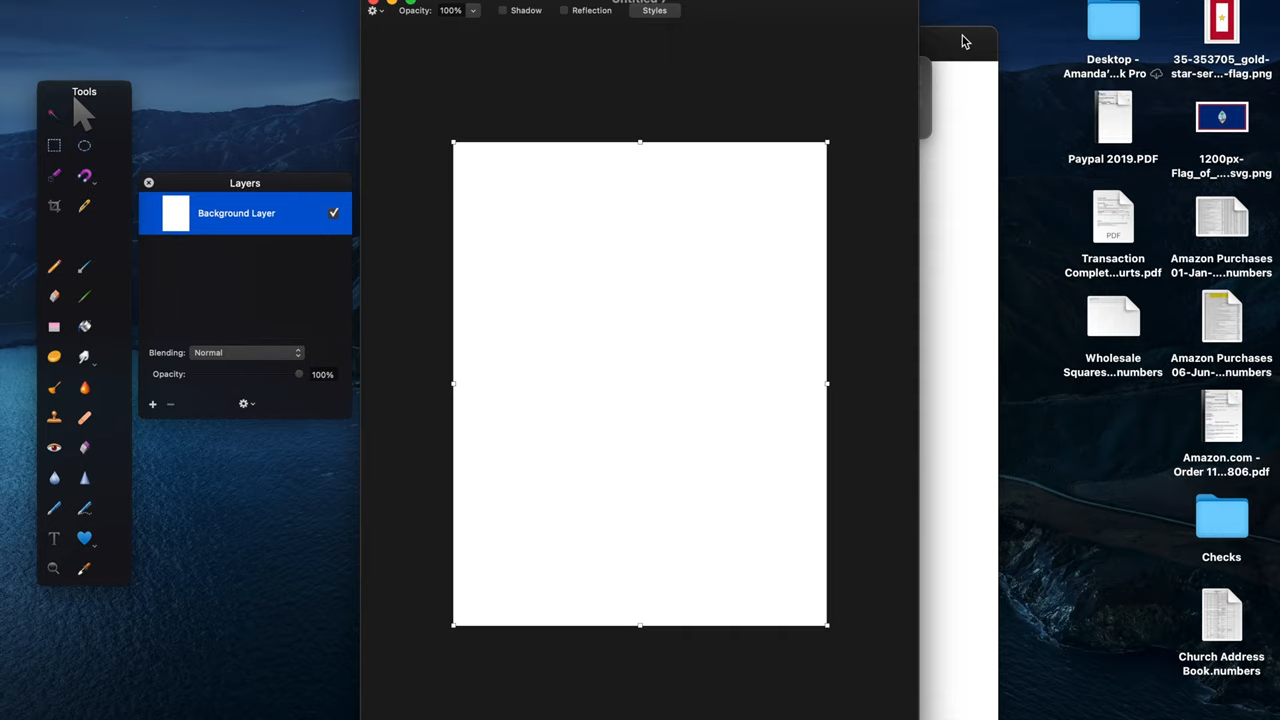 Untitled 7
Opacity: 100%
Shadow
Reflection
Styles
Tools
Layers
Background Layer
Blending: Normal
Opacity: 100%
T
Desktop -
Amanda's...k Pro
35-353705_gold-
star-ser...-flag.png
Paypal 2019.PDF
1200px-
Flag_of_....svg.png
PDF
Transaction
Complet...urts.pdf
Amazon Purchases
01-Jan-....numbers
Wholesale
Squares...numbers
Amazon Purchases
06-Jun-...numbers
Amazon.com -
Order 11...806.pdf
Checks
Church Address
Book.numbers